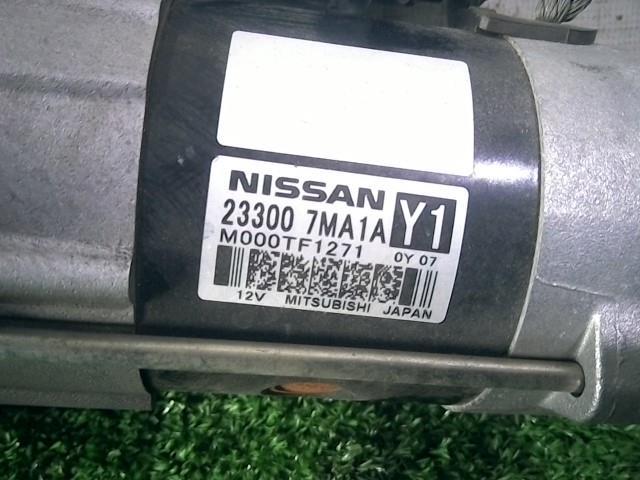 NISSAN
23300 7MA1A Y1
M000TF1271 0Y 07
12V MITSUBISHI JAPAN